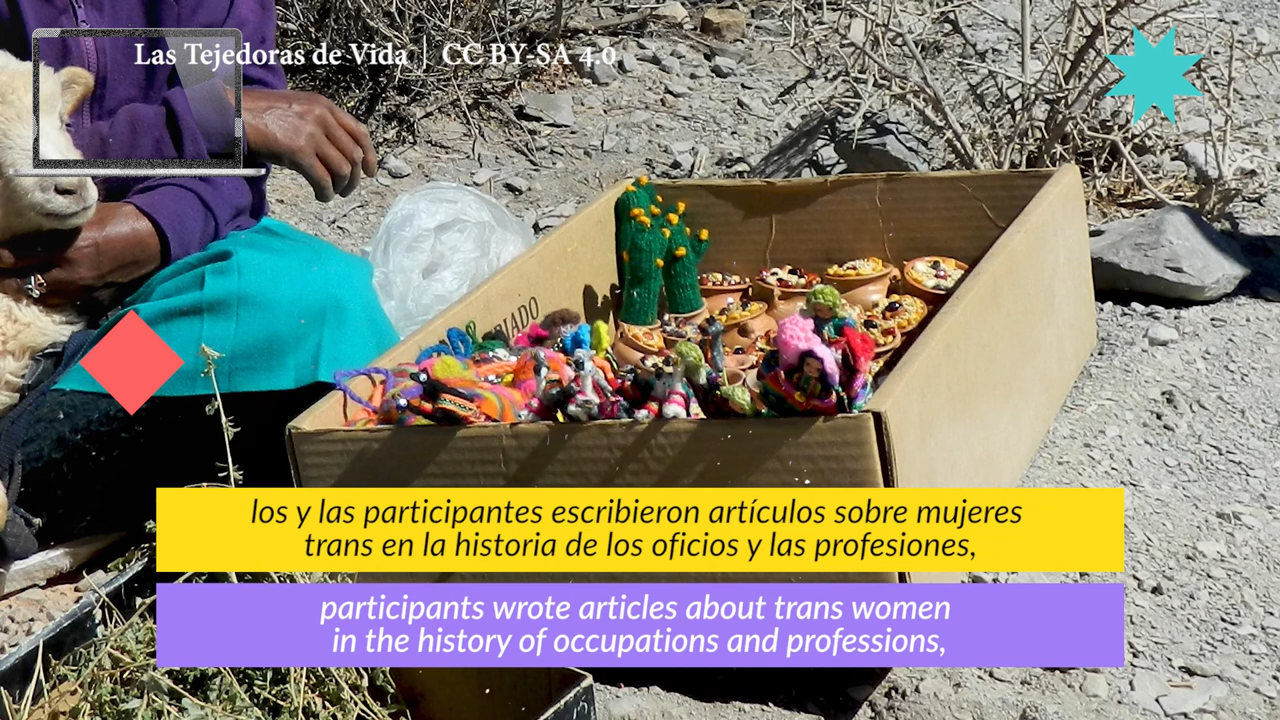 Las Tejedoras de Vida | CC BY-SA 4.0
los y las participantes escribieron artículos sobre mujeres
trans en la historia de los oficios y las profesiones,
participants wrote articles about trans women
in the history of occupations and professions,